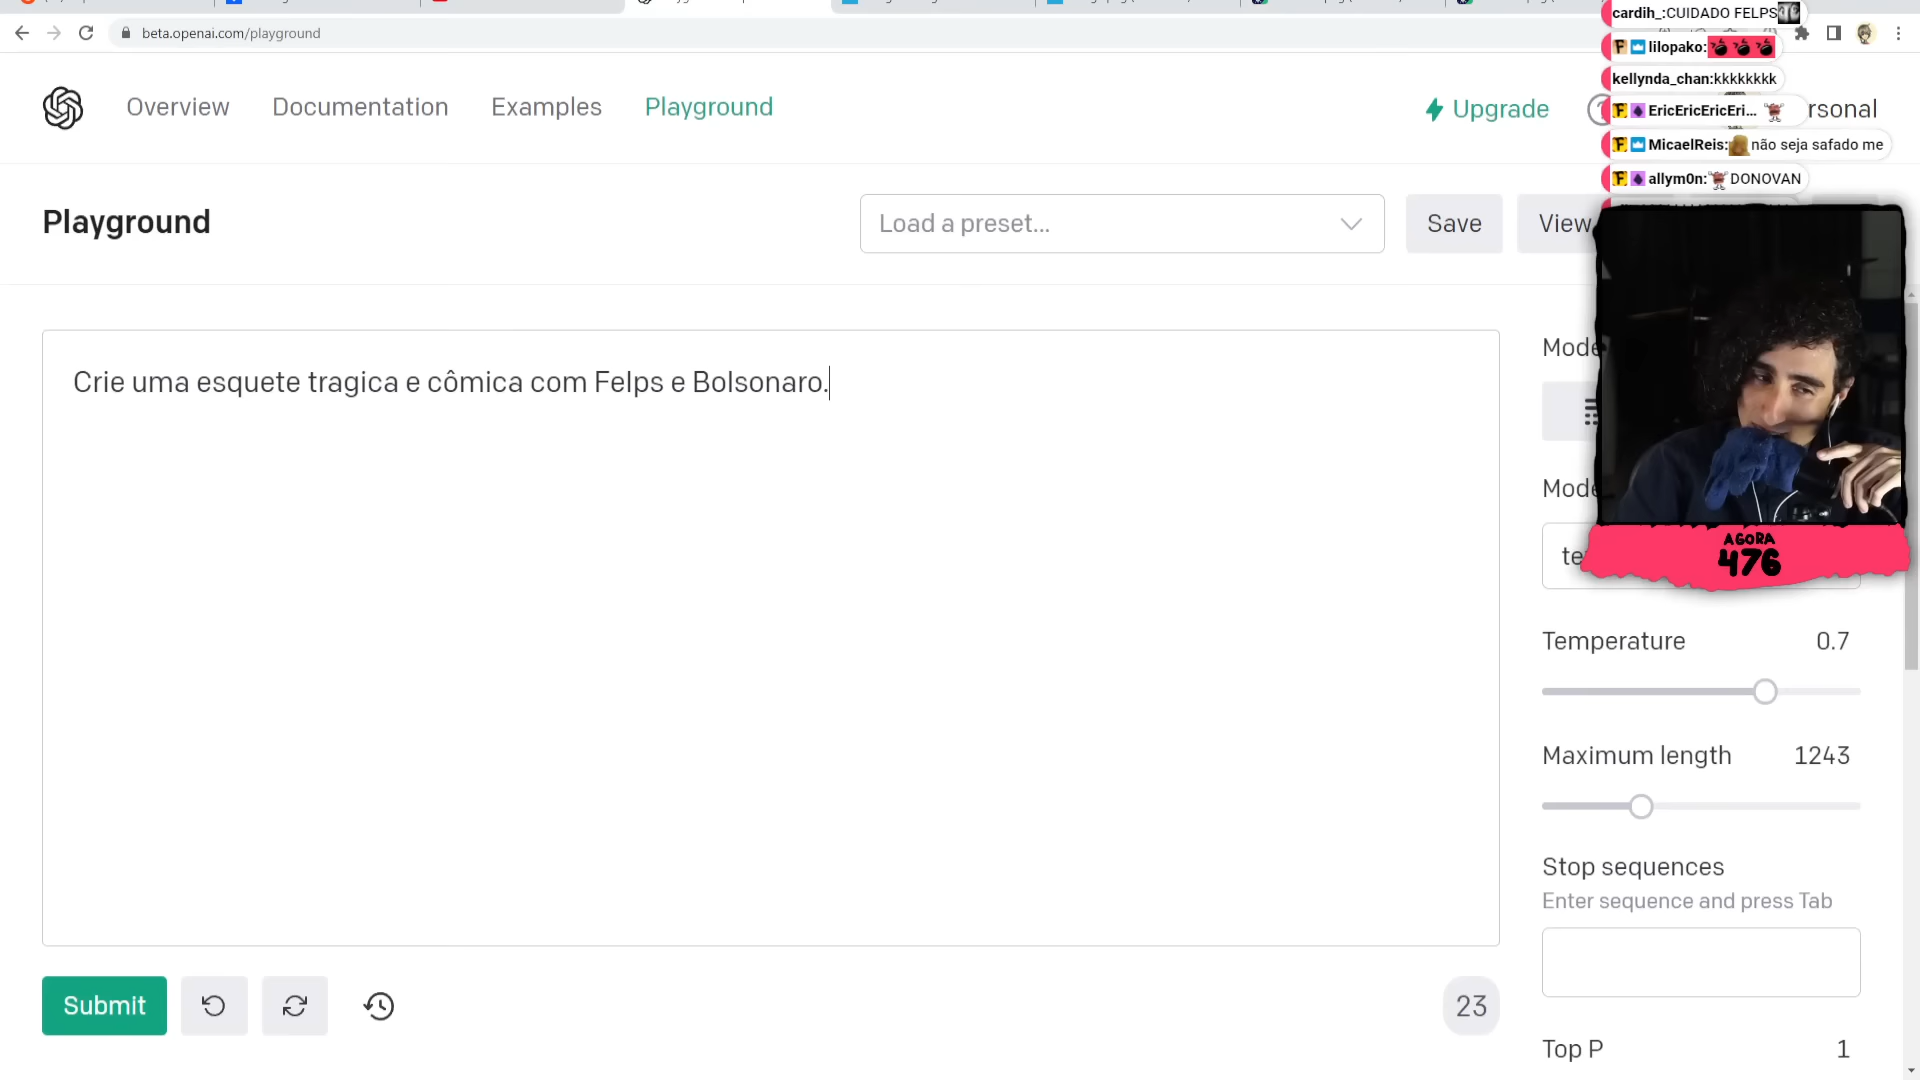 beta.openai.com/playground
cardih_:CUIDADO FELPS
lilopako:
kellynda_chan:kkkkkkkk
Overview Documentation Examples Playground
Upgrade
rsonal
EricEricEricEri...
MicaelReis: não seja safado me
allym0n: DONOVAN
Playground
Load a preset...
Save
View
Crie uma esquete tragica e cômica com Felps e Bolsonaro.
Mode
Mode
te
AGORA
476
Temperature 0.7
Maximum length 1243
Stop sequences
Enter sequence and press Tab
Submit
23
Top P 1